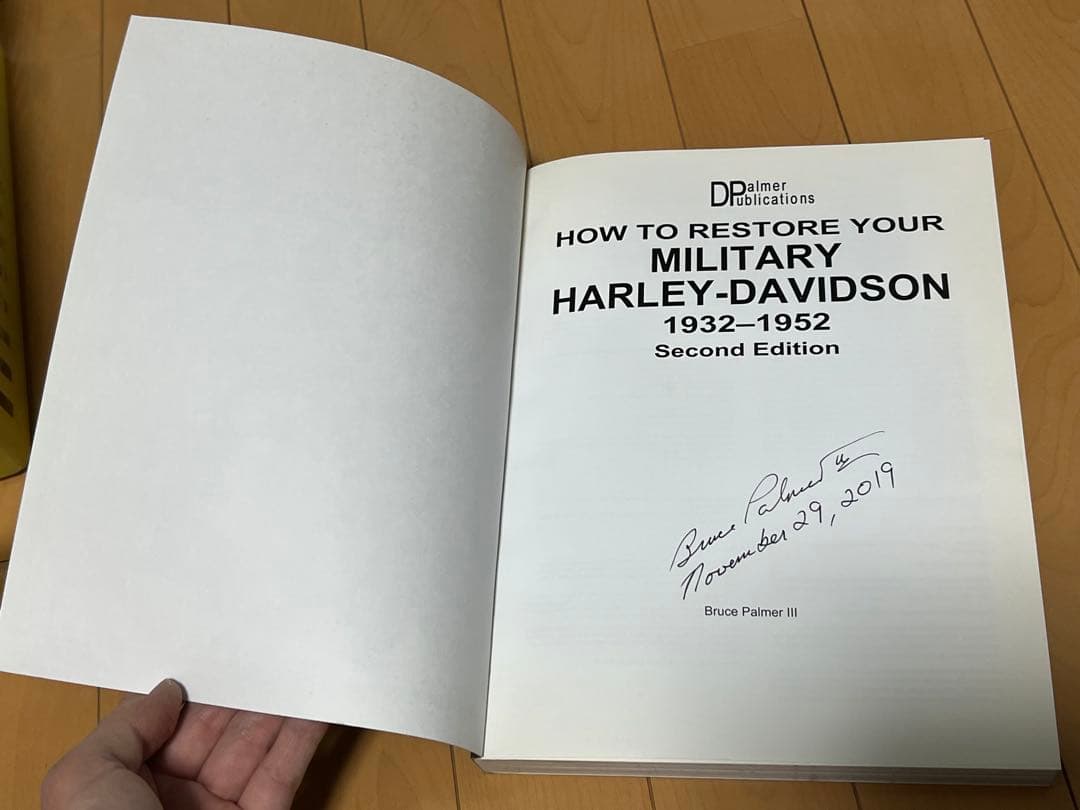 DPalmer
Publications
HOW TO RESTORE YOUR
MILITARY
HARLEY-DAVIDSON
1932–1952
Second Edition
Bruce Palmer III
November 29, 2019
Bruce Palmer III